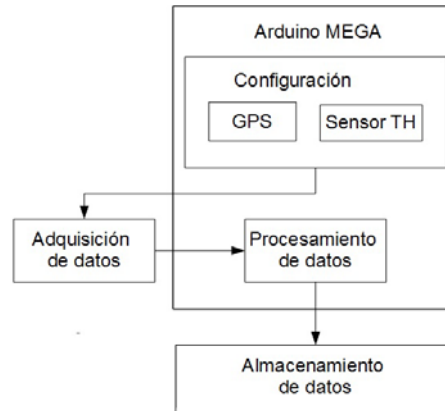 Arduino MEGA
Configuración
GPS
Sensor TH
Adquisición
de datos
Procesamiento
de datos
Almacenamiento
de datos